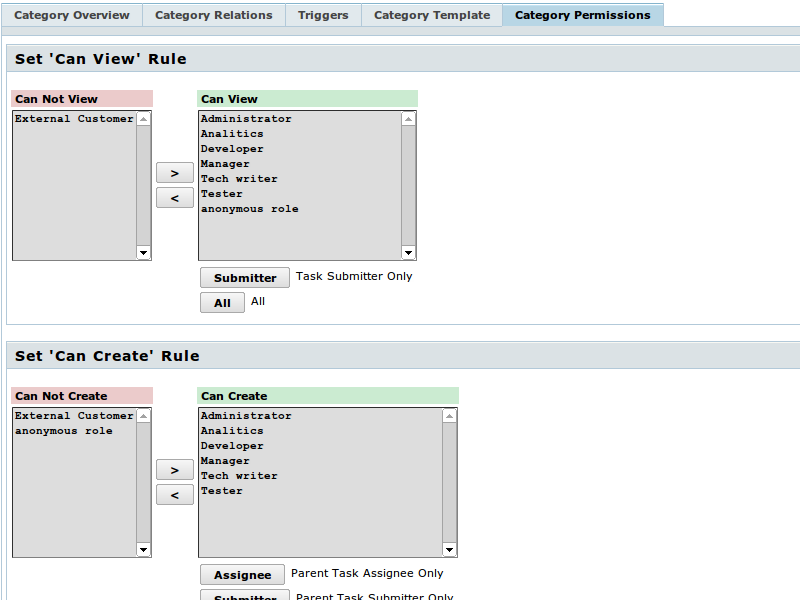 Category Overview Category Relations Triggers Category Template Category Permissions
Set 'Can View' Rule
Can Not View
External Customer
>
<
Can View
Administrator
Analitics
Developer
Manager
Tech writer
Tester
anonymous role
Submitter Task Submitter Only
All All
Set 'Can Create' Rule
Can Not Create
External Customer
anonymous role
>
<
Can Create
Administrator
Analitics
Developer
Manager
Tech writer
Tester
Assignee Parent Task Assignee Only
Submitter Parent Task Submitter Only